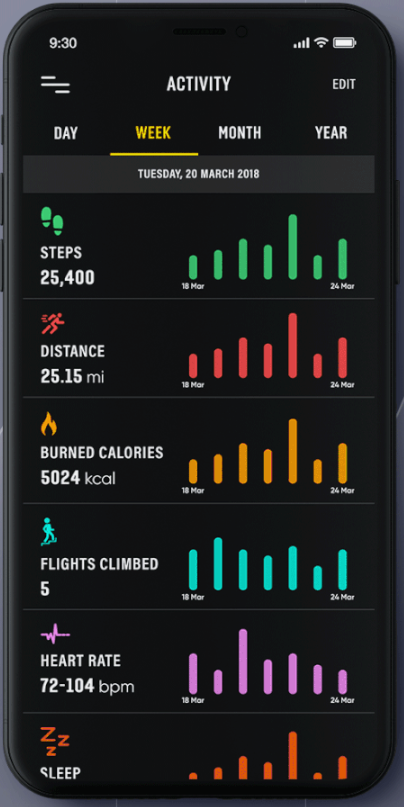 9:30
ACTIVITY
EDIT
DAY WEEK MONTH YEAR
TUESDAY, 20 MARCH 2018
STEPS
25,400
18 Mar 24 Mar
DISTANCE
25.15 mi
18 Mar 24 Mar
BURNED CALORIES
5024 kcal
18 Mar 24 Mar
FLIGHTS CLIMBED
5
18 Mar 24 Mar
HEART RATE
72-104 bpm
18 Mar 24 Mar
ZZZ
SLEEP